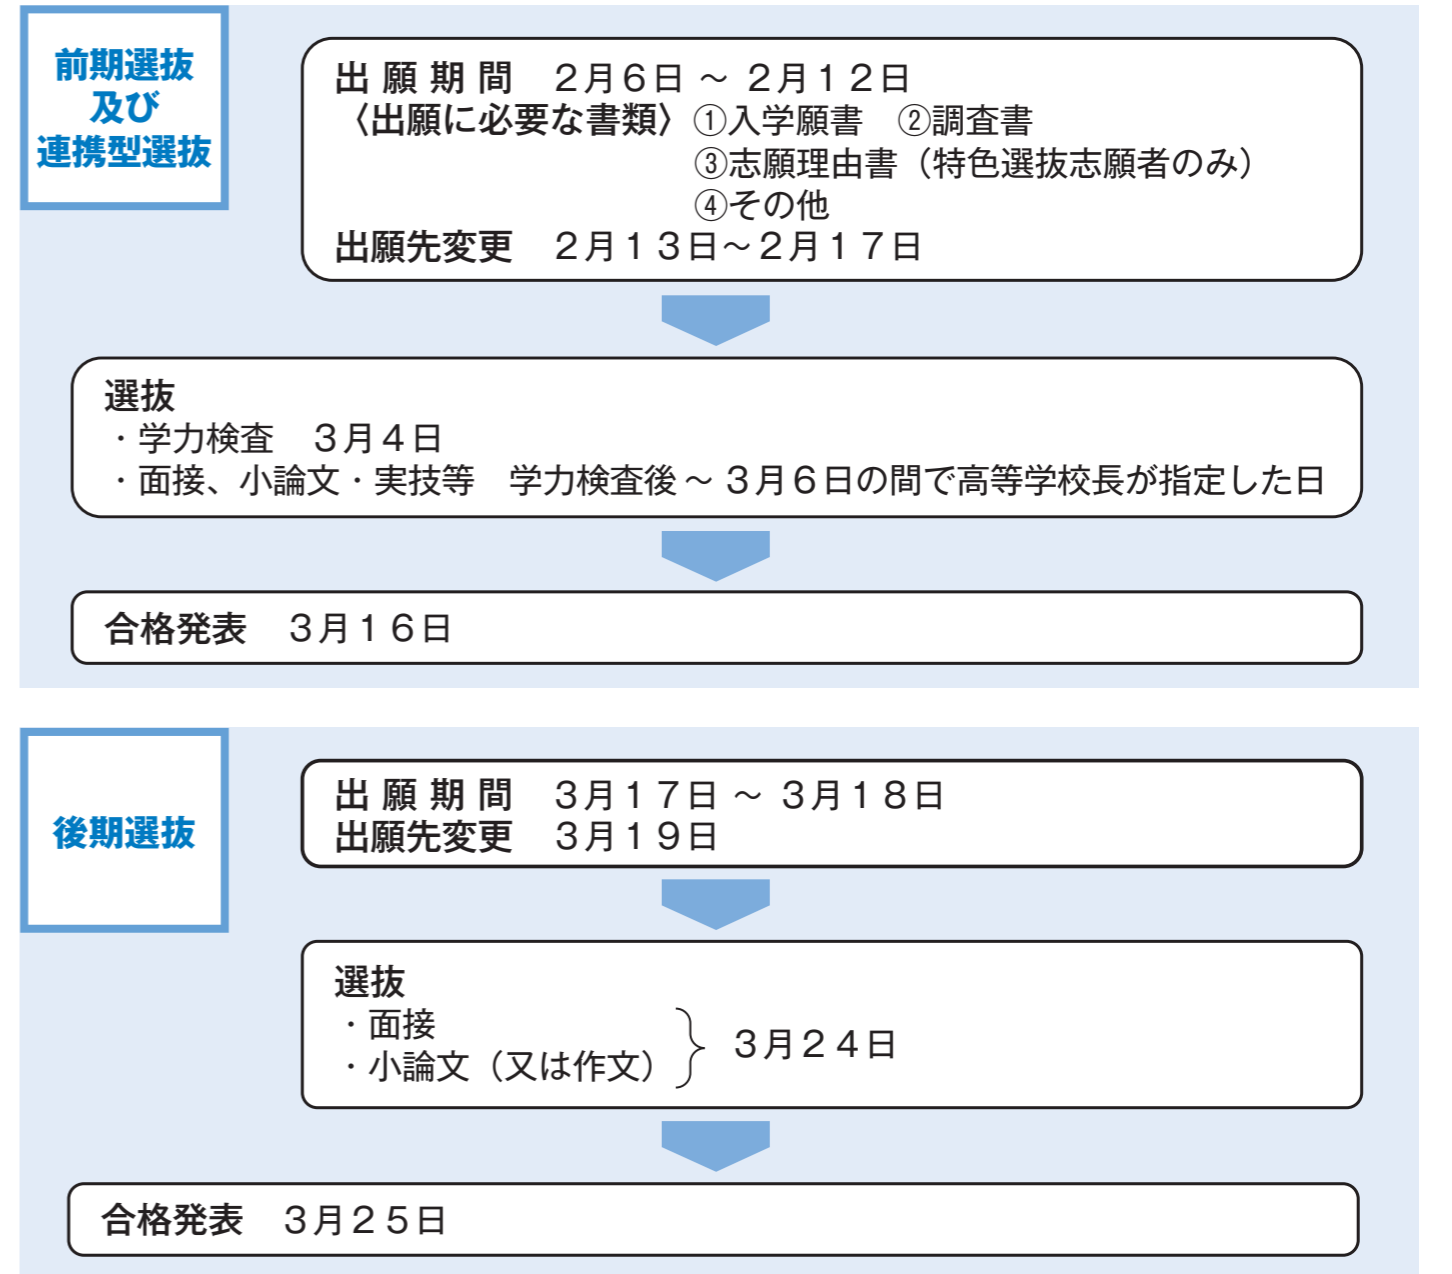 前期選抜
及び
連携型選抜
出願期間　2月6日～2月12日
〈出願に必要な書類〉①入学願書　②調査書
③志願理由書（特色選抜志願者のみ）
④その他
出願先変更　2月13日～2月17日
選抜
・学力検査　3月4日
・面接、小論文・実技等　学力検査後～3月6日の間で高等学校長が指定した日
合格発表　3月16日
後期選抜
出願期間　3月17日～3月18日
出願先変更　3月19日
選抜
・面接
・小論文（又は作文）
3月24日
合格発表　3月25日